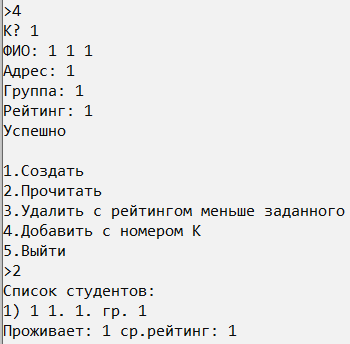 >4
К? 1
ФИО: 1 1 1
Адрес: 1
Группа: 1
Рейтинг: 1
Успешно
1.Создать
2.Прочитать
3.Удалить с рейтингом меньше заданного
4.Добавить с номером К
5.Выйти
>2
Список студентов:
1) 1 1. 1. гр. 1
Проживает: 1 ср.рейтинг: 1